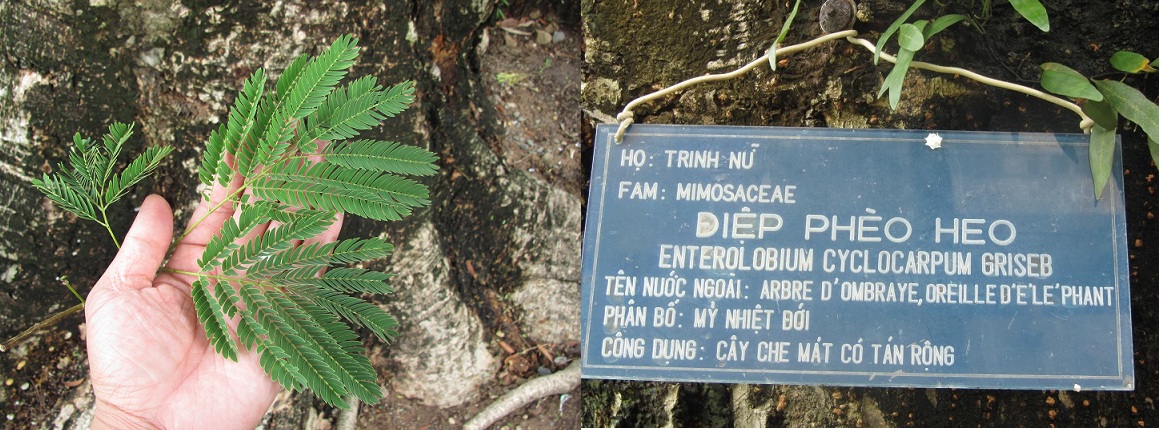 HỌ: TRINH NỮ
FAM: MIMOSACEAE
ĐIỆP PHÈO HEO
ENTEROLOBIUM CYCLOCARPUM GRISEB
TÊN NƯỚC NGOÀI: ARBRE D'OMBRAYE, OREILLE D'E'LE'PHANT
PHÂN BỐ: MỸ NHIỆT ĐỚI
CÔNG DỤNG: CÂY CHE MÁT CÓ TÁN RỘNG